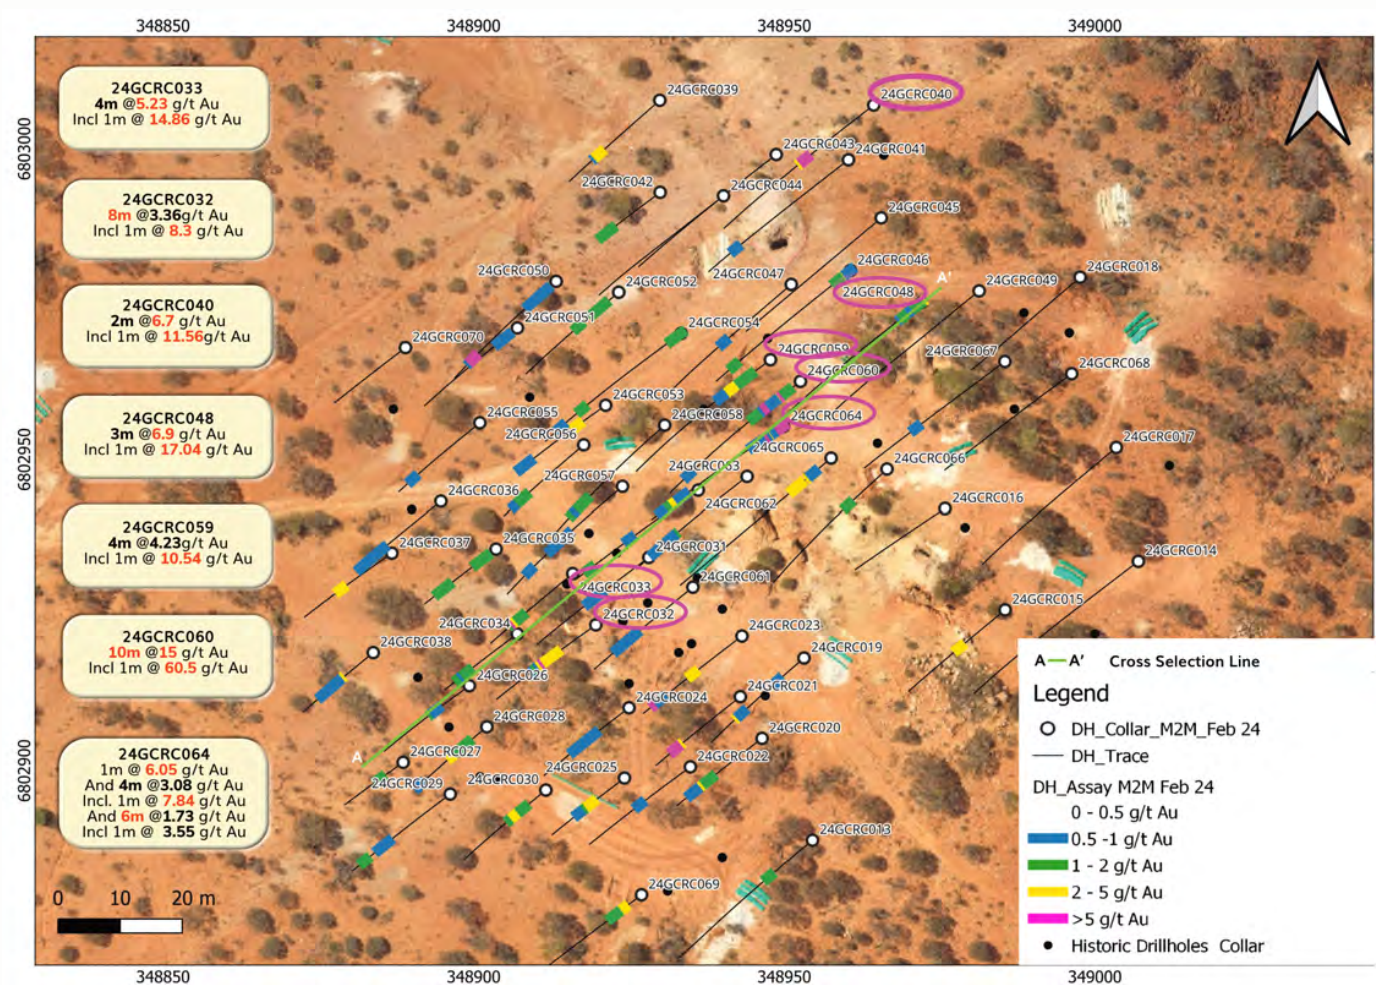 348850 348900 348950 349000
6803000
6802950
6802900
24GCRC033
4m @5.23 g/t Au
Incl 1m @ 14.86 g/t Au
24GCRC032
8m @3.36g/t Au
Incl 1m @ 8.3 g/t Au
24GCRC040
2m @6.7 g/t Au
Incl 1m @ 11.56g/t Au
24GCRC048
3m @6.9 g/t Au
Incl 1m @ 17.04 g/t Au
24GCRC059
4m @4.23g/t Au
Incl 1m @ 10.54 g/t Au
24GCRC060
10m @15 g/t Au
Incl 1m @ 60.5 g/t Au
24GCRC064
1m @ 6.05 g/t Au
And 4m @3.08 g/t Au
Incl. 1m @ 7.84 g/t Au
And 6m @1.73 g/t Au
Incl 1m @ 3.55 g/t Au
0 10 20 m
24GCRC039
24GCRC040
24GCRC043
24GCRC041
24GCRC042
24GCRC044
24GCRC045
24GCRC046
24GCRC047
24GCRC048
A'
24GCRC049
24GCRC018
24GCRC050
24GCRC052
24GCRC051
24GCRC054
24GCRC070
24GCRC059
24GCRC067
24GCRC060
24GCRC068
24GCRC053
24GCRC055
24GCRC058
24GCRC064
24GCRC056
24GCRC065
24GCRC017
24GCRC066
24GCRC063
24GCRC057
24GCRC036
24GCRC062
24GCRC016
24GCRC037
24GCRC035
24GCRC031
24GCRC014
24GCRC061
24GCRC033
24GCRC015
24GCRC032
24GCRC034
24GCRC023
24GCRC038
24GCRC019
24GCRC026
24GCRC021
24GCRC024
24GCRC028
24GCRC020
24GCRC027
A
24GCRC022
24GCRC025
24GCRC029
24GCRC030
24GCRC013
24GCRC069
A A' Cross Selection Line
Legend
DH_Collar_M2M_Feb 24
DH_Trace
DH_Assay M2M Feb 24
0 - 0.5 g/t Au
0.5 -1 g/t Au
1 - 2 g/t Au
2 - 5 g/t Au
>5 g/t Au
Historic Drillholes Collar
348850 348900 348950 349000